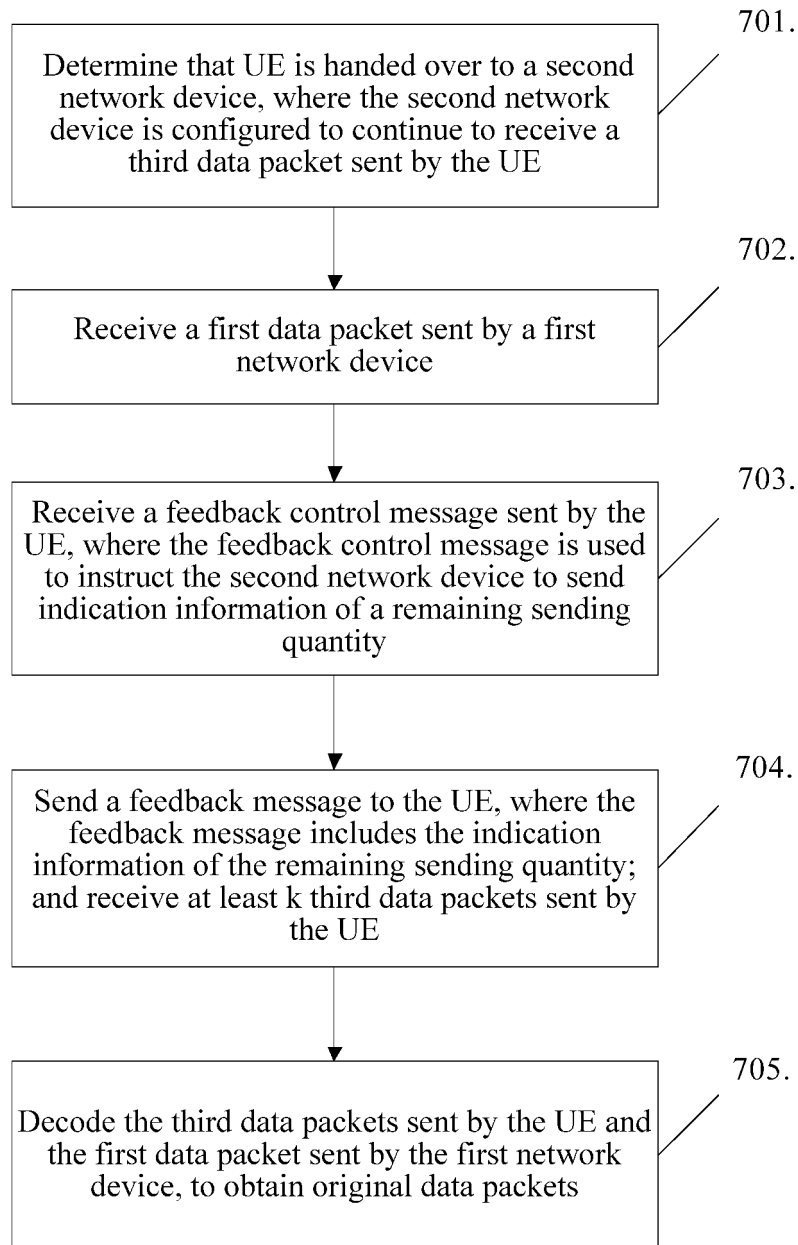 701.
Determine that UE is handed over to a second
network device, where the second network
device is configured to continue to receive a
third data packet sent by the UE
702.
Receive a first data packet sent by a first
network device
703.
Receive a feedback control message sent by the
UE, where the feedback control message is used
to instruct the second network device to send
indication information of a remaining sending
quantity
704.
Send a feedback message to the UE, where the
feedback message includes the indication
information of the remaining sending quantity;
and receive at least k third data packets sent by
the UE
705.
Decode the third data packets sent by the UE and
the first data packet sent by the first network
device, to obtain original data packets